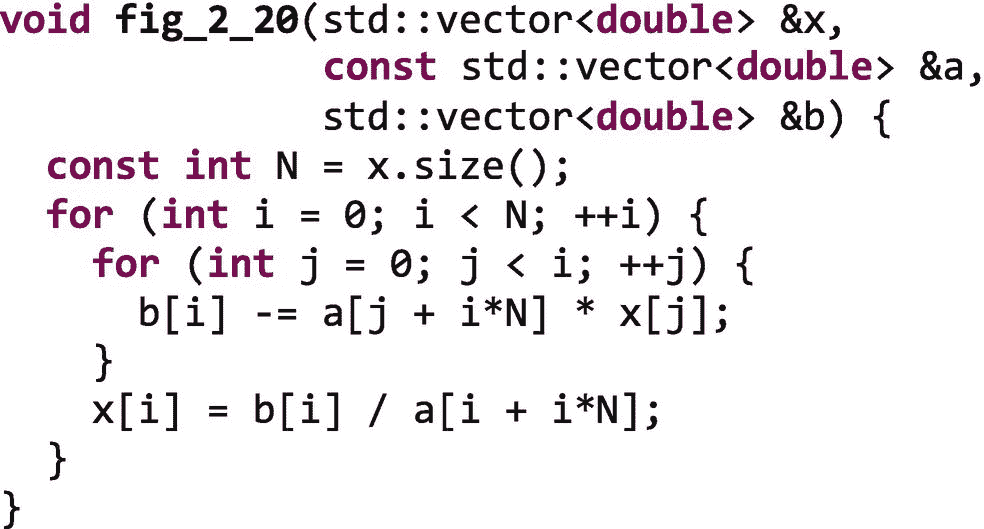 void fig_2_20(std::vector<double> &x,
              const std::vector<double> &a,
              std::vector<double> &b) {
  const int N = x.size();
  for (int i = 0; i < N; ++i) {
    for (int j = 0; j < i; ++j) {
      b[i] -= a[j + i*N] * x[j];
    }
    x[i] = b[i] / a[i + i*N];
  }
}